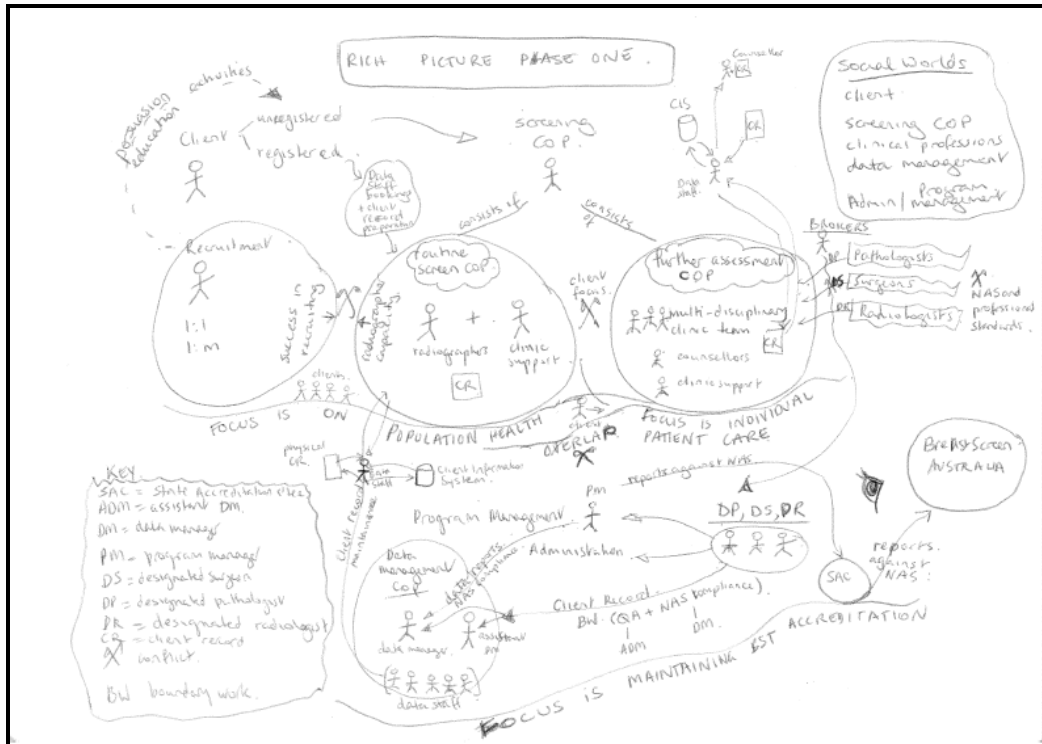 RICH PICTURE PHASE ONE.
Persuasion activities
education
Client
unregistered
registered
Data
staff
bookings
+ client
record
preparation
screening
COP.
consists of
consists
of
Counsellor
CR
CIS
CR
Data
staff.
Social Worlds
client
screening COP
clinical professions
data management
Program
Admin/management
Recruitment
1:1
1:m
success in
recruiting
radiographer
capacity
routine
screen COP.
radiographers
+
clinic
support
CR
client
focus
further assessment
COP
multi-disciplinary
clinic team
CR
counsellors
clinic support
BROKERS
DP
Pathologists
DS
Surgeons
DR
Radiologists
NAS and
professional
standards.
clients.
FOCUS IS ON
POPULATION HEALTH
client
OVERLAP
FOCUS IS INDIVIDUAL
PATIENT CARE
physical
CR.
data
staff
Client Information
System.
Client Record
maintenance
Key
SAC = State Accreditation
ADM = assistant DM.
DM = data manager
PM = program manager
DS = designated surgeon
DP = designated pathologist
DR = designated radiologist
CR = client record
conflict.
BW boundary work.
Program Management
PM
reports against NAS
DP, DS, DR
Administration
Data
management
COP
data reports
NAS compliance
data manager
assistant
DM
data staff
Client Record.
BW. (QA + NAS compliance).
ADM
DM.
SAC
BreastScreen
AUSTRALIA
reports
against
NAS:
FOCUS IS MAINTAINING BST ACCREDITATION